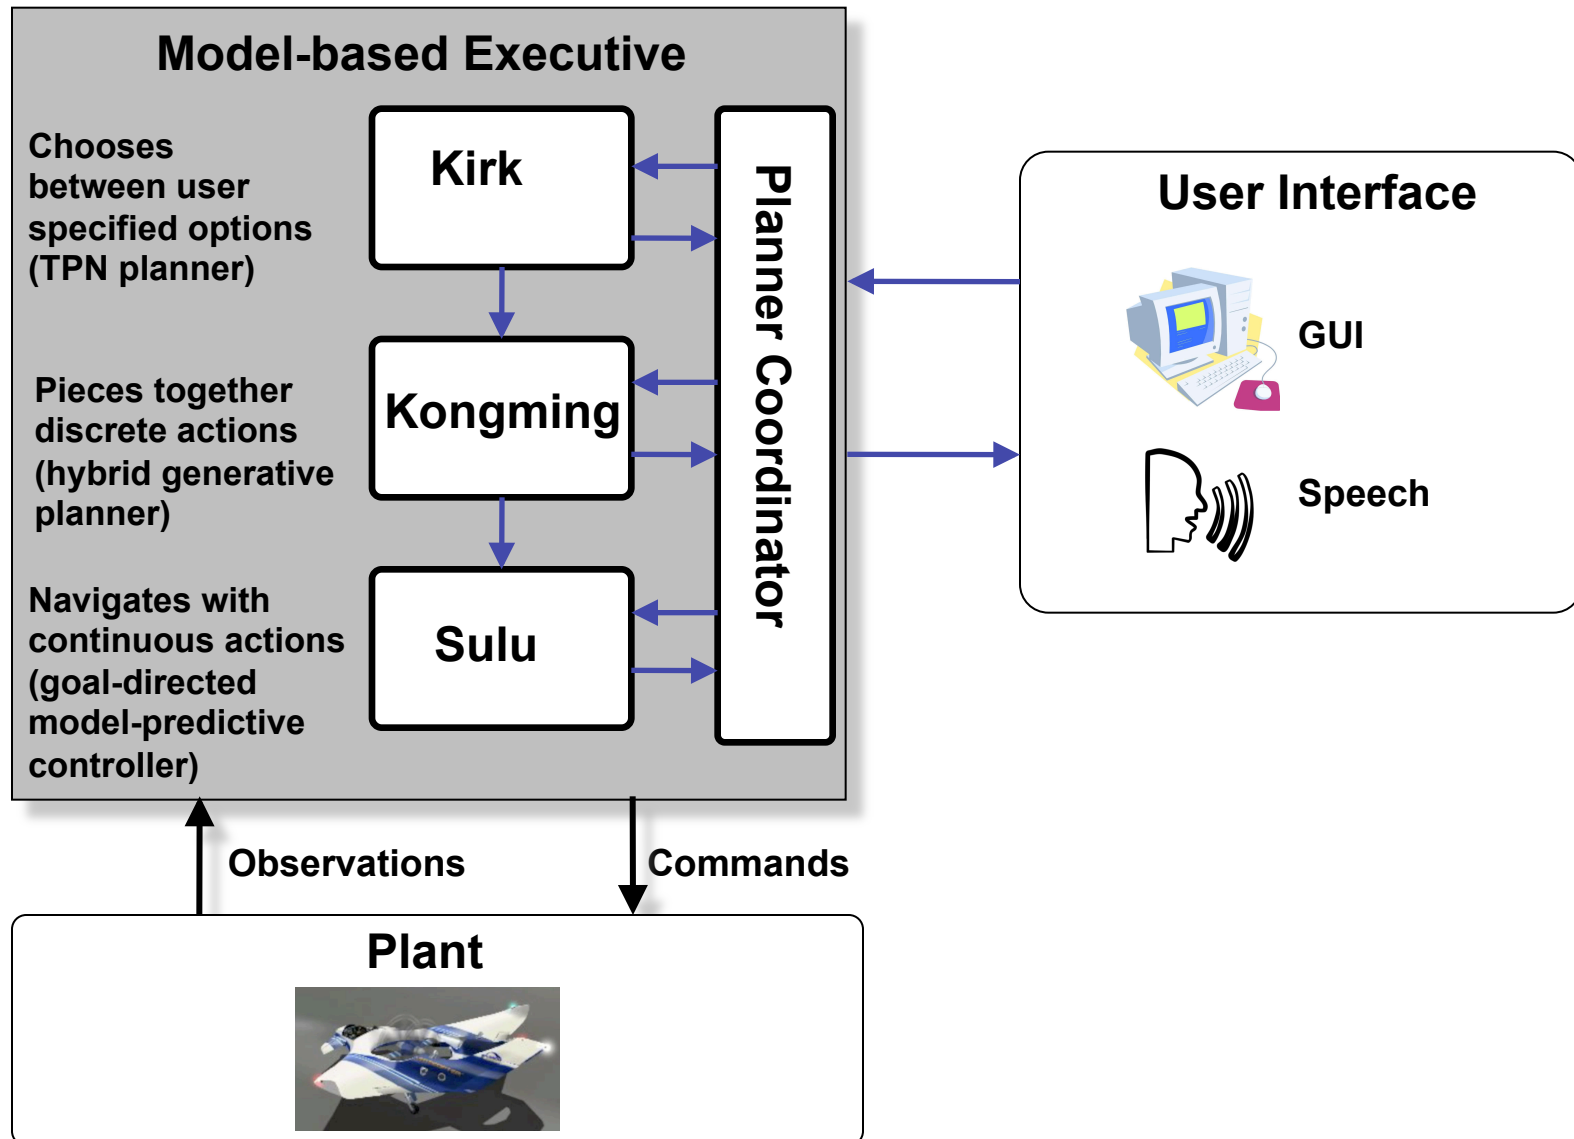 Model-based Executive
Chooses
between user
specified options
(TPN planner)
Kirk
Pieces together
discrete actions
(hybrid generative
planner)
Kongming
Navigates with
continuous actions
(goal-directed
model-predictive
controller)
Sulu
Planner Coordinator
User Interface
GUI
Speech
Observations
Commands
Plant